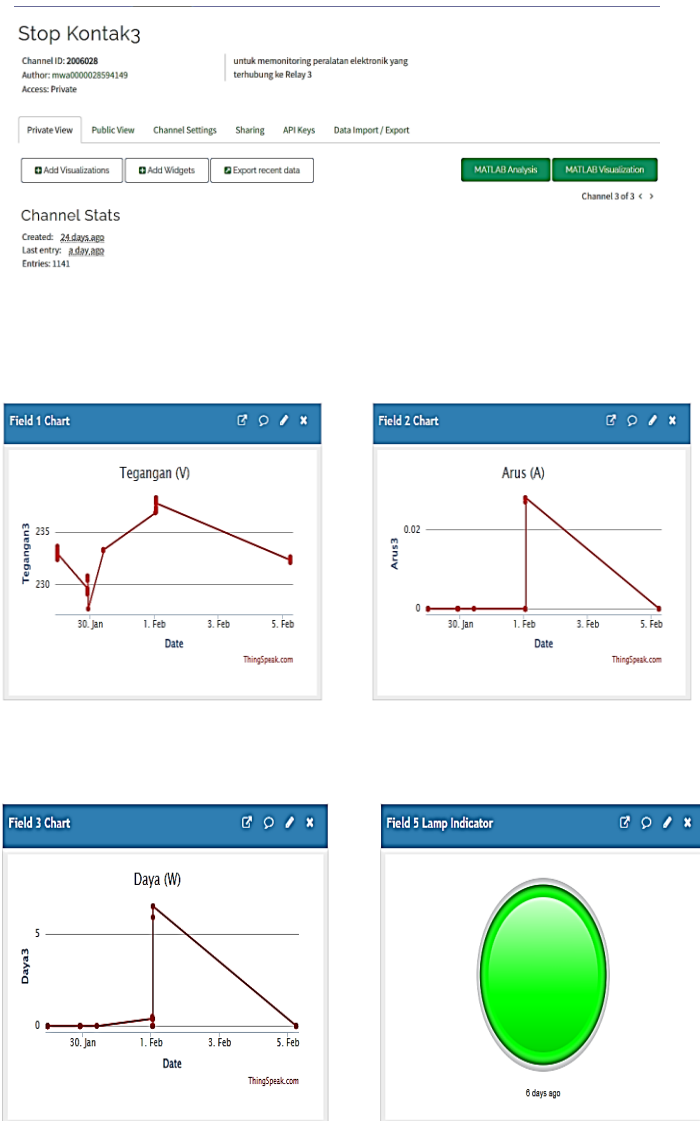 Stop Kontak3
Channel ID: 2006028
Author: mwa0000028594149
Access: Private
untuk memonitoring peralatan elektronik yang
terhubung ke Relay 3
Private View Public View Channel Settings Sharing API Keys Data Import / Export
Add Visualizations Add Widgets Export recent data MATLAB Analysis MATLAB Visualization
Channel 3 of 3 < >
Channel Stats
Created: 24 days ago
Last entry: a day ago
Entries: 1141
Field 1 Chart
Tegangan (V)
Tegangan3
235
230
30. Jan 1. Feb 3. Feb 5. Feb
Date
ThingSpeak.com
Field 2 Chart
Arus (A)
Arus3
0.02
0
30. Jan 1. Feb 3. Feb 5. Feb
Date
ThingSpeak.com
Field 3 Chart
Daya (W)
Daya3
5
0
30. Jan 1. Feb 3. Feb 5. Feb
Date
ThingSpeak.com
Field 5 Lamp Indicator
6 days ago